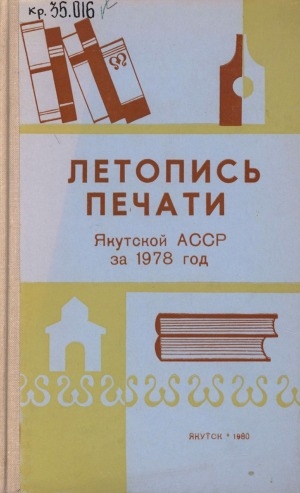 кр. 35.016
ЛЕТОПИСЬ
ПЕЧАТИ
Якутской АССР
за 1978 год
ЯКУТСК * 1980